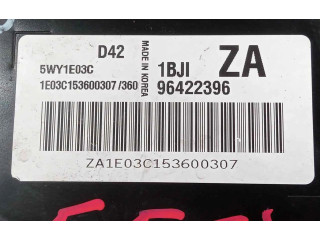 D42
MADE IN KOREA
1BJI ZA
5WY1E03C
1E03C153600307 /360
96422396
ZA1E03C153600307